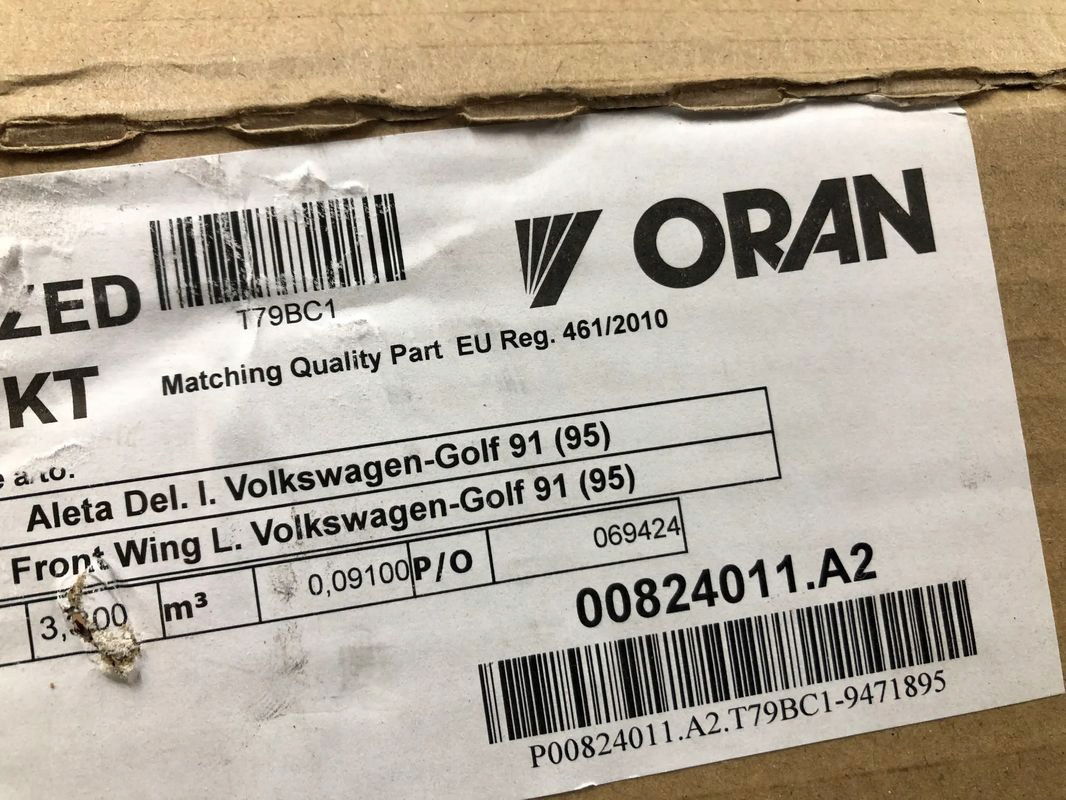 ORAN
ZED
T79BC1
Matching Quality Part EU Reg. 461/2010
KT
Aleta Del. I. Volkswagen-Golf 91 (95)
Front Wing L. Volkswagen-Golf 91 (95)
m³ 0,09100 P/O 069424
00824011.A2
P00824011.A2.T79BC1-9471895